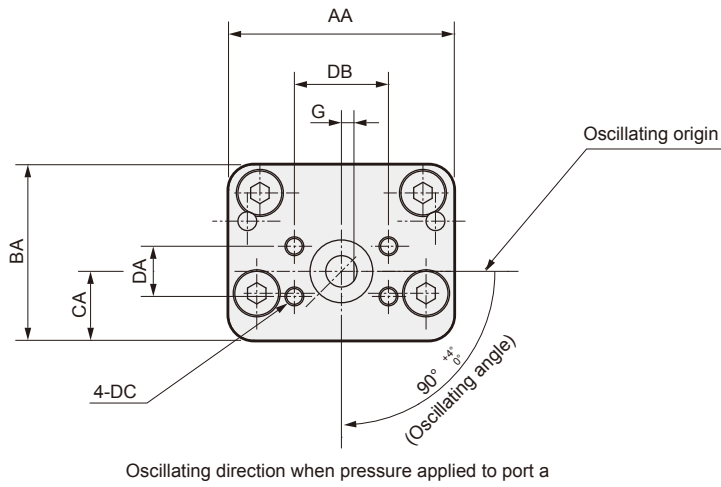 AA
DB
G
Oscillating origin
BA
DA
CA
4-DC
90° +4° 0°
(Oscillating angle)
Oscillating direction when pressure applied to port a